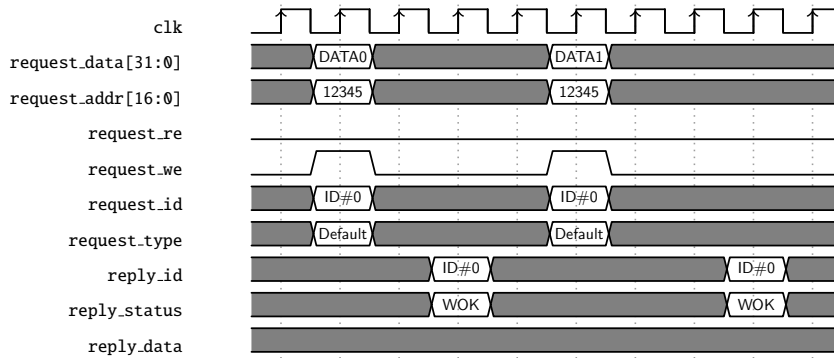 clk
request_data[31:0] DATA0 DATA1
request_addr[16:0] 12345 12345
request_re
request_we
request_id ID#0 ID#0
request_type Default Default
reply_id ID#0 ID#0
reply_status WOK WOK
reply_data